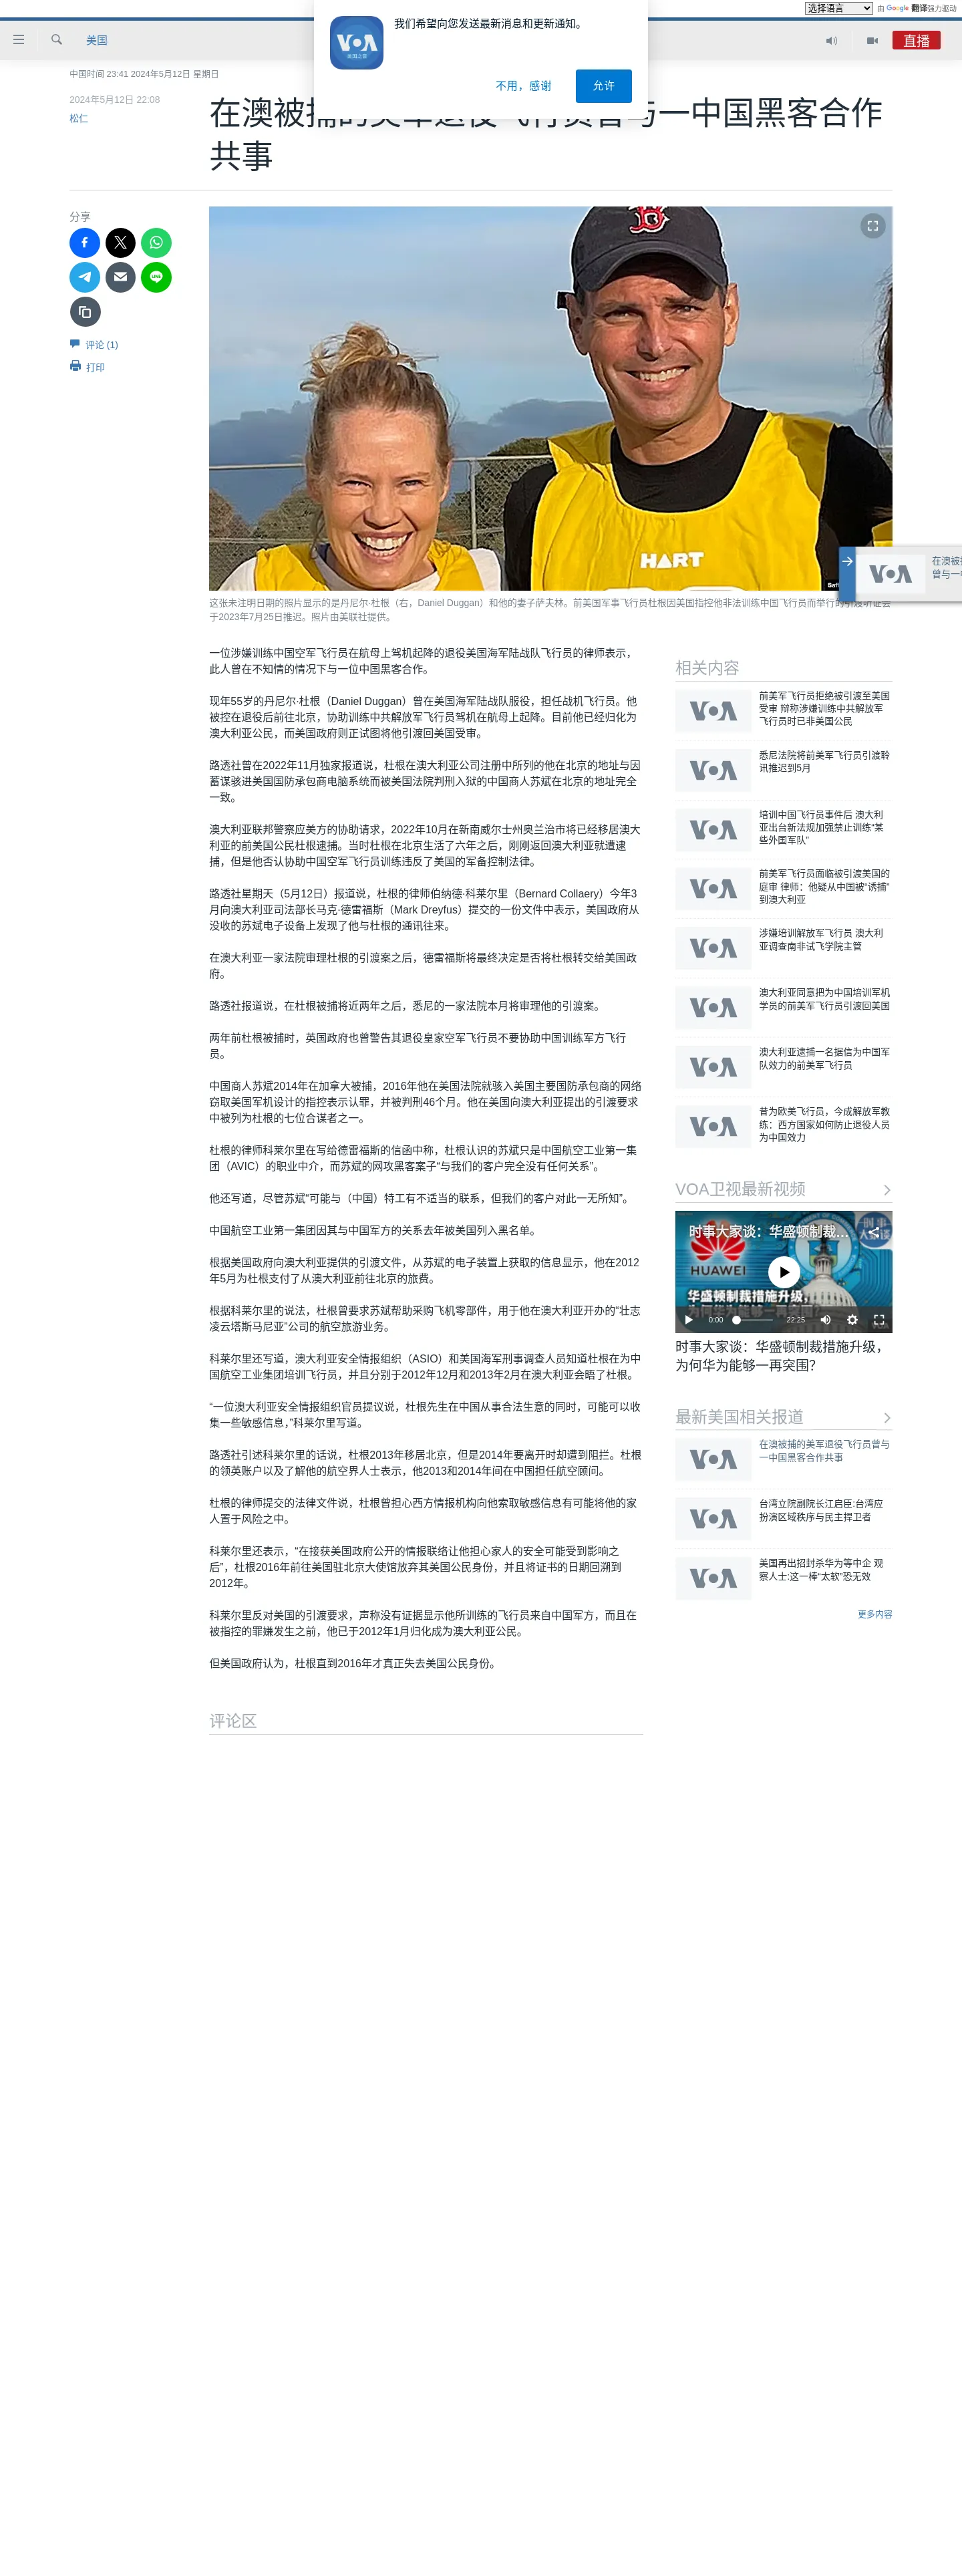 选择语言 由 Google 翻译强力驱动
我们希望向您发送最新消息和更新通知。
VOA
美国之音
不用，感谢
允许
美国
直播
中国时间 23:41 2024年5月12日 星期日
2024年5月12日 22:08
松仁
在澳被捕的美军退役飞行员曾与一中国黑客合作
共事
分享
评论 (1)
打印
HART
这张未注明日期的照片显示的是丹尼尔·杜根（右，Daniel Duggan）和他的妻子萨夫林。前美国军事飞行员杜根因美国指控他非法训练中国飞行员而举行的引渡听证会
于2023年7月25日推迟。照片由美联社提供。
VOA
在澳被
曾与一
一位涉嫌训练中国空军飞行员在航母上驾机起降的退役美国海军陆战队飞行员的律师表示，
此人曾在不知情的情况下与一位中国黑客合作。
现年55岁的丹尼尔·杜根（Daniel Duggan）曾在美国海军陆战队服役，担任战机飞行员。他
被控在退役后前往北京，协助训练中共解放军飞行员驾机在航母上起降。目前他已经归化为
澳大利亚公民，而美国政府则正试图将他引渡回美国受审。
路透社曾在2022年11月独家报道说，杜根在澳大利亚公司注册中所列的他在北京的地址与因
蓄谋骇进美国国防承包商电脑系统而被美国法院判刑入狱的中国商人苏斌在北京的地址完全
一致。
澳大利亚联邦警察应美方的协助请求，2022年10月在新南威尔士州奥兰治市将已经移居澳大
利亚的前美国公民杜根逮捕。当时杜根在北京生活了六年之后，刚刚返回澳大利亚就遭逮
捕，但是他否认协助中国空军飞行员训练违反了美国的军备控制法律。
路透社星期天（5月12日）报道说，杜根的律师伯纳德·科莱尔里（Bernard Collaery）今年3
月向澳大利亚司法部长马克·德雷福斯（Mark Dreyfus）提交的一份文件中表示，美国政府从
没收的苏斌电子设备上发现了他与杜根的通讯往来。
在澳大利亚一家法院审理杜根的引渡案之后，德雷福斯将最终决定是否将杜根转交给美国政
府。
路透社报道说，在杜根被捕将近两年之后，悉尼的一家法院本月将审理他的引渡案。
两年前杜根被捕时，英国政府也曾警告其退役皇家空军飞行员不要协助中国训练军方飞行
员。
中国商人苏斌2014年在加拿大被捕，2016年他在美国法院就骇入美国主要国防承包商的网络
窃取美国军机设计的指控表示认罪，并被判刑46个月。他在美国向澳大利亚提出的引渡要求
中被列为杜根的七位合谋者之一。
杜根的律师科莱尔里在写给德雷福斯的信函中称，杜根认识的苏斌只是中国航空工业第一集
团（AVIC）的职业中介，而苏斌的网攻黑客案子“与我们的客户完全没有任何关系”。
他还写道，尽管苏斌“可能与（中国）特工有不适当的联系，但我们的客户对此一无所知”。
中国航空工业第一集团因其与中国军方的关系去年被美国列入黑名单。
根据美国政府向澳大利亚提供的引渡文件，从苏斌的电子装置上获取的信息显示，他在2012
年5月为杜根支付了从澳大利亚前往北京的旅费。
根据科莱尔里的说法，杜根曾要求苏斌帮助采购飞机零部件，用于他在澳大利亚开办的“壮志
凌云塔斯马尼亚”公司的航空旅游业务。
科莱尔里还写道，澳大利亚安全情报组织（ASIO）和美国海军刑事调查人员知道杜根在为中
国航空工业集团培训飞行员，并且分别于2012年12月和2013年2月在澳大利亚会晤了杜根。
“一位澳大利亚安全情报组织官员提议说，杜根先生在中国从事合法生意的同时，可能可以收
集一些敏感信息，”科莱尔里写道。
路透社引述科莱尔里的话说，杜根2013年移居北京，但是2014年要离开时却遭到阻拦。杜根
的领英账户以及了解他的航空界人士表示，他2013和2014年间在中国担任航空顾问。
杜根的律师提交的法律文件说，杜根曾担心西方情报机构向他索取敏感信息有可能将他的家
人置于风险之中。
科莱尔里还表示，“在接获美国政府公开的情报联络让他担心家人的安全可能受到影响之
后”，杜根2016年前往美国驻北京大使馆放弃其美国公民身份，并且将证书的日期回溯到
2012年。
科莱尔里反对美国的引渡要求，声称没有证据显示他所训练的飞行员来自中国军方，而且在
被指控的罪嫌发生之前，他已于2012年1月归化成为澳大利亚公民。
但美国政府认为，杜根直到2016年才真正失去美国公民身份。
评论区
相关内容
VOA
前美军飞行员拒绝被引渡至美国
受审 辩称涉嫌训练中共解放军
飞行员时已非美国公民
VOA
悉尼法院将前美军飞行员引渡聆
讯推迟到5月
VOA
培训中国飞行员事件后 澳大利
亚出台新法规加强禁止训练“某
些外国军队”
VOA
前美军飞行员面临被引渡美国的
庭审 律师：他疑从中国被“诱捕”
到澳大利亚
VOA
涉嫌培训解放军飞行员 澳大利
亚调查南非试飞学院主管
VOA
澳大利亚同意把为中国培训军机
学员的前美军飞行员引渡回美国
VOA
澳大利亚逮捕一名据信为中国军
队效力的前美军飞行员
VOA
昔为欧美飞行员，今成解放军教
练：西方国家如何防止退役人员
为中国效力
VOA卫视最新视频
时事大家谈：华盛顿制裁...
HUAWEI
华盛顿制裁措施升级，
0:00
22:25
时事大家谈：华盛顿制裁措施升级，
为何华为能够一再突围？
最新美国相关报道
VOA
在澳被捕的美军退役飞行员曾与
一中国黑客合作共事
VOA
台湾立院副院长江启臣:台湾应
扮演区域秩序与民主捍卫者
VOA
美国再出招封杀华为等中企 观
察人士:这一棒“太软”恐无效
更多内容